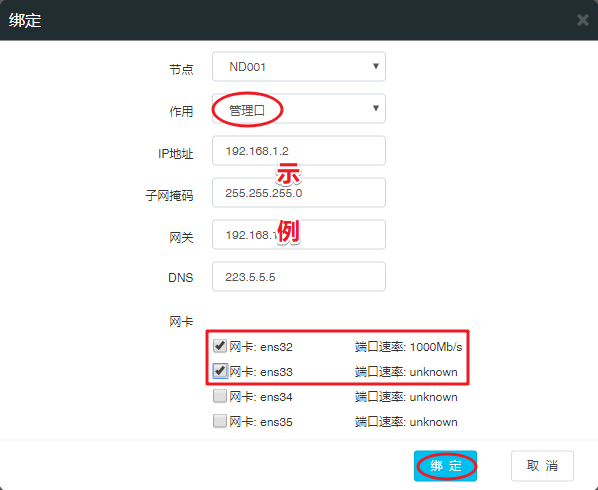 绑定
节点 ND001
作用 管理口
IP地址 192.168.1.2
示
子网掩码 255.255.255.0
网关 192.168.
例
DNS 223.5.5.5
网卡
网卡: ens32 端口速率: 1000Mb/s
网卡: ens33 端口速率: unknown
网卡: ens34 端口速率: unknown
网卡: ens35 端口速率: unknown
绑 定 取 消